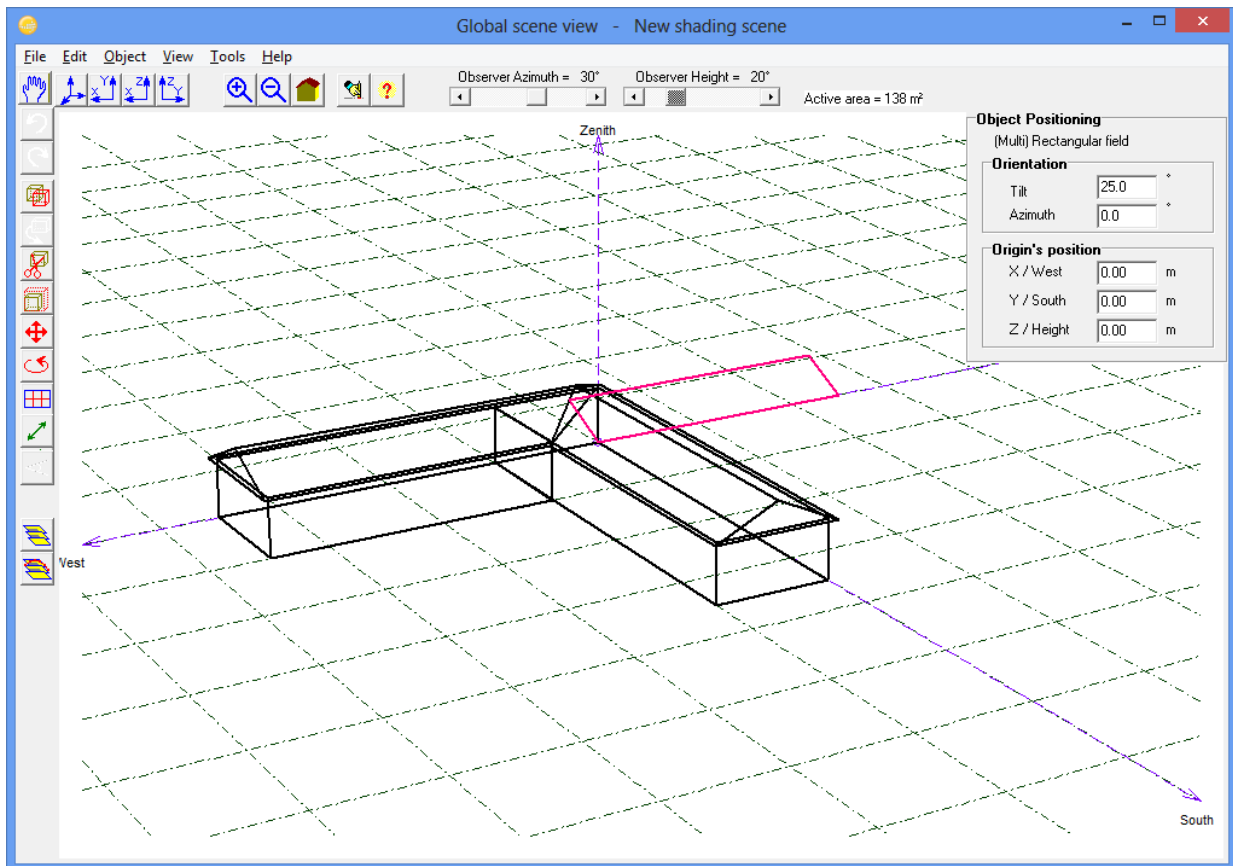 Global scene view - New shading scene
File Edit Object View Tools Help
Observer Azimuth = 30° Observer Height = 20°
Active area = 138 m²
Zenith
Object Positioning
(Multi) Rectangular field
Orientation
Tilt 25.0 °
Azimuth 0.0 °
Origin's position
X / West 0.00 m
Y / South 0.00 m
Z / Height 0.00 m
West
South